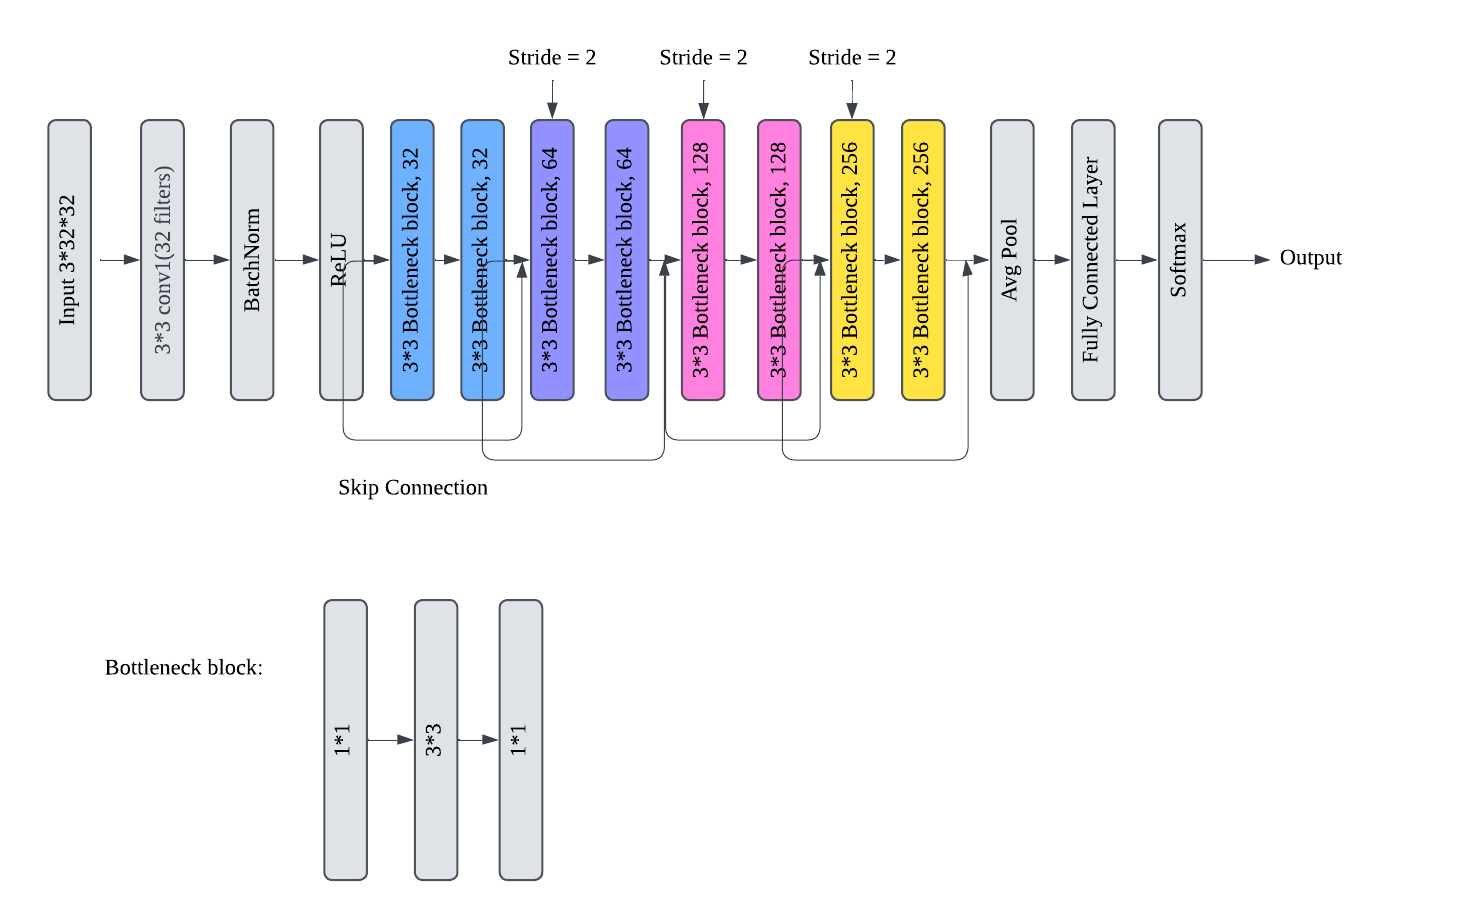 Stride = 2
Stride = 2
Stride = 2
Input 3*32*32
3*3 conv1(32 filters)
BatchNorm
ReLU
3*3 Bottleneck block, 32
3*3 Bottleneck block, 32
3*3 Bottleneck block, 64
3*3 Bottleneck block, 64
3*3 Bottleneck block, 128
3*3 Bottleneck block, 128
3*3 Bottleneck block, 256
3*3 Bottleneck block, 256
Avg Pool
Fully Connected Layer
Softmax
Output
Skip Connection
Bottleneck block:
1*1
3*3
1*1